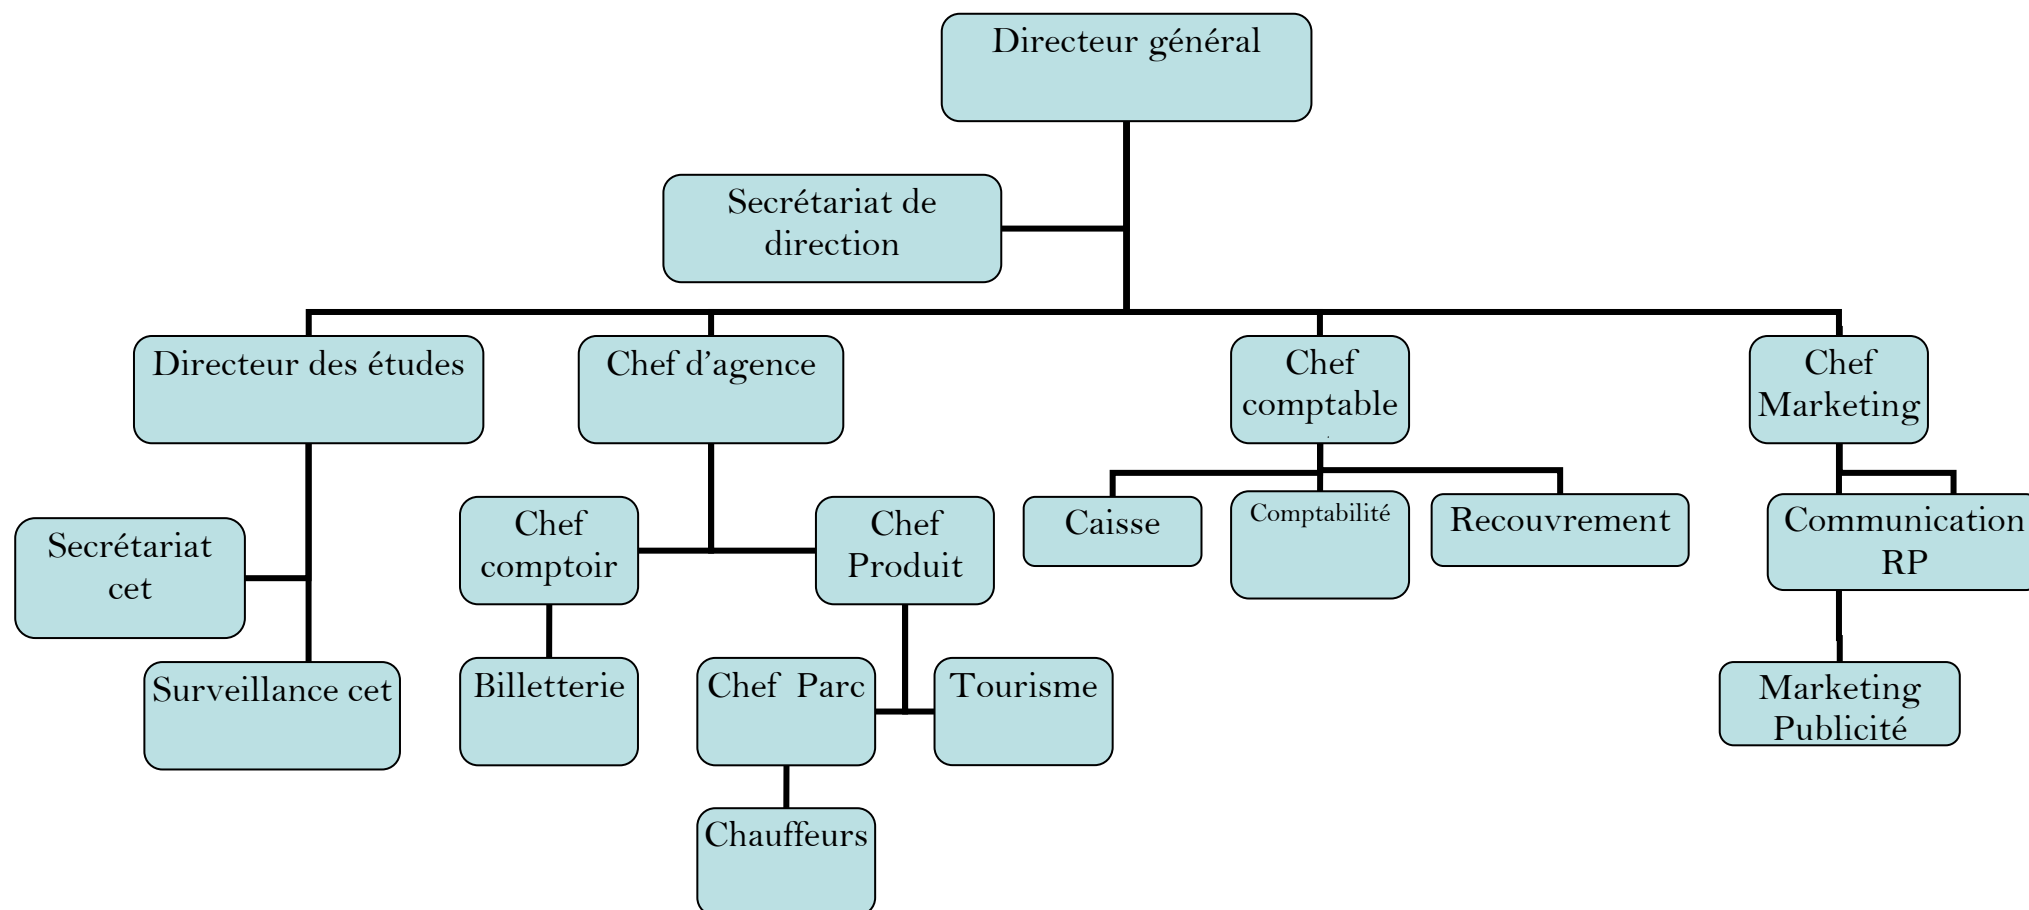 Directeur général
Secrétariat de
direction
Directeur des études
Chef d’agence
Chef
comptable
Chef
Marketing
Secrétariat
cet
Surveillance cet
Chef
comptoir
Chef
Produit
Billetterie
Chef Parc
Tourisme
Chauffeurs
Caisse
Comptabilité
Recouvrement
Communication
RP
Marketing
Publicité